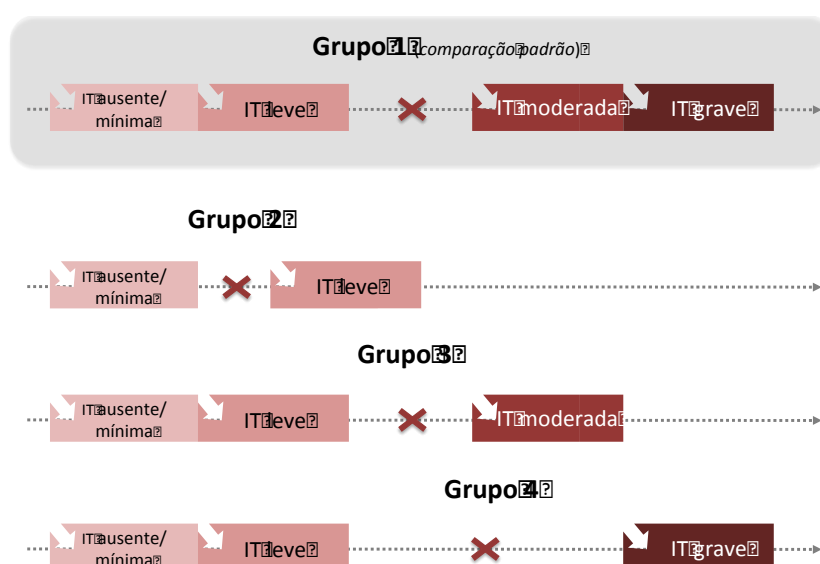 Grupo 1 (comparação padrão)
IT ausente/
mínima
IT leve
IT moderada
IT grave
Grupo 2
IT ausente/
mínima
IT leve
Grupo 3
IT ausente/
mínima
IT leve
IT moderada
Grupo 4
IT ausente/
mínima
IT leve
IT grave